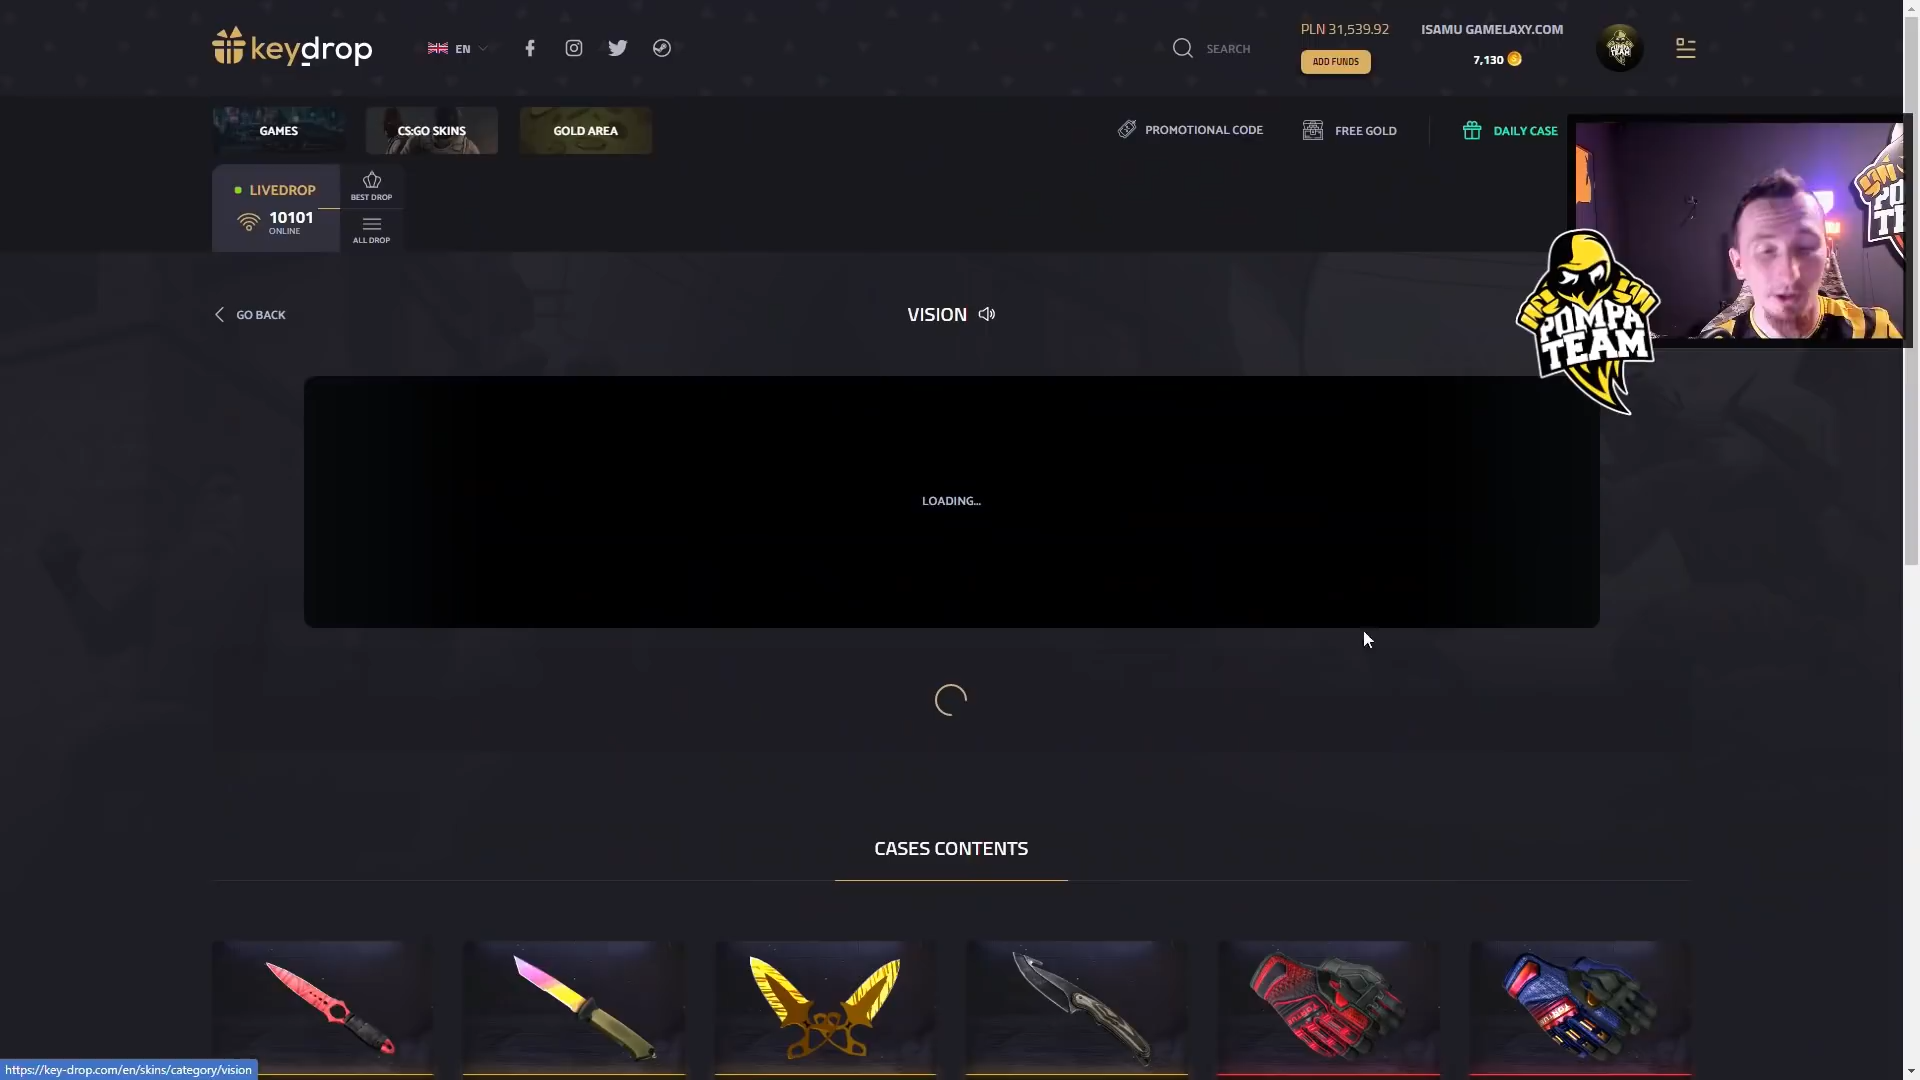 keydrop
EN
SEARCH
PLN 31,539.92
ADD FUNDS
ISAMU GAMELAXY.COM
7,130
GAMES
CS:GO SKINS
GOLD AREA
PROMOTIONAL CODE
FREE GOLD
DAILY CASE
LIVEDROP
10101
ONLINE
BEST DROP
ALL DROP
GO BACK
VISION
POMPA
TEAM
LOADING...
CASES CONTENTS
https://key-drop.com/en/skins/category/vision